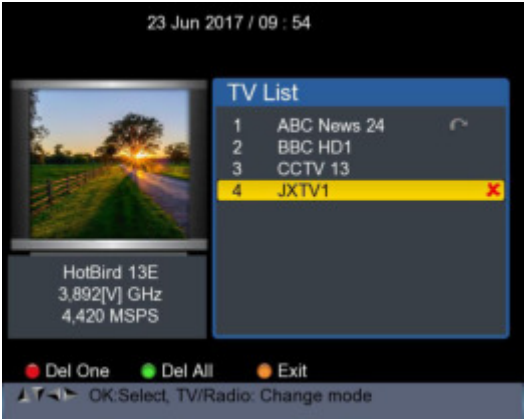 23 Jun 2017 / 09 : 54
TV List
1 ABC News 24
2 BBC HD1
3 CCTV 13
4 JXTV1
HotBird 13E
3,892[V] GHz
4,420 MSPS
Del One Del All Exit
OK:Select, TV/Radio: Change mode